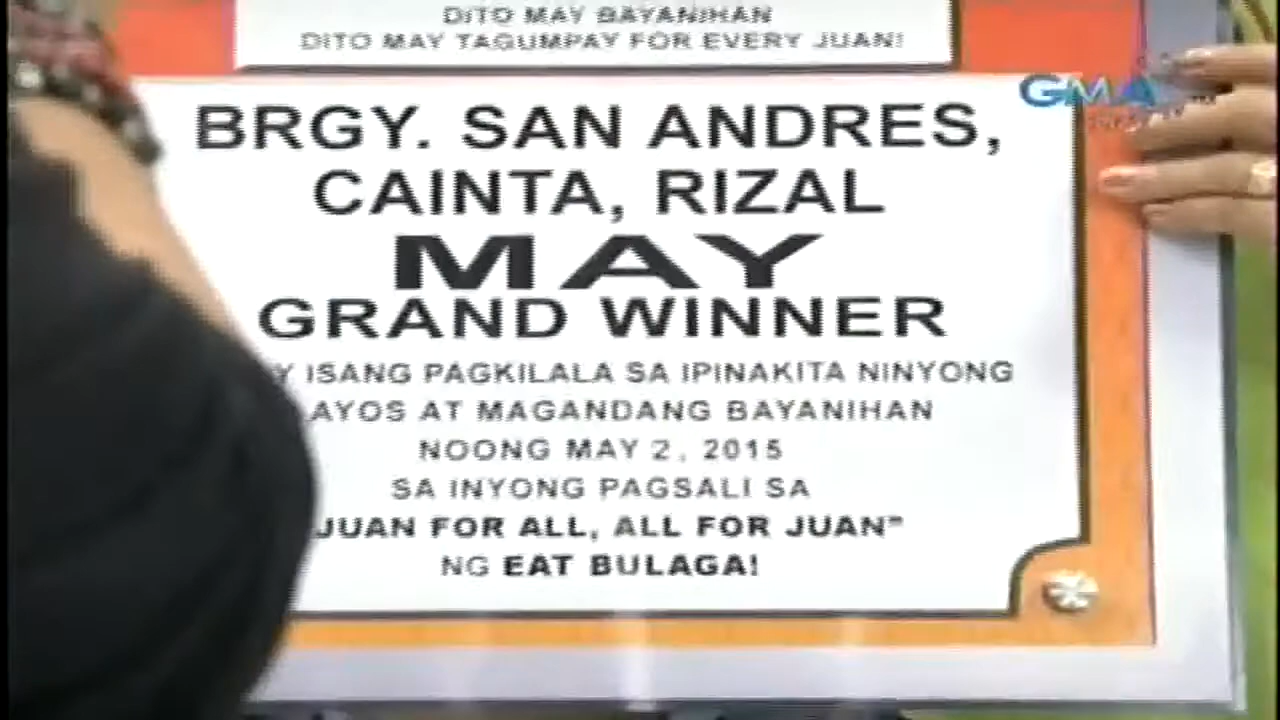 DITO MAY BAYANIHAN
DITO MAY TAGUMPAY FOR EVERY JUAN!
GMA
BRGY. SAN ANDRES,
CAINTA, RIZAL
MAY
GRAND WINNER
Y ISANG PAGKILALA SA IPINAKITA NINYONG
AYOS AT MAGANDANG BAYANIHAN
NOONG MAY 2, 2015
SA INYONG PAGSALI SA
JUAN FOR ALL, ALL FOR JUAN"
NG EAT BULAGA!